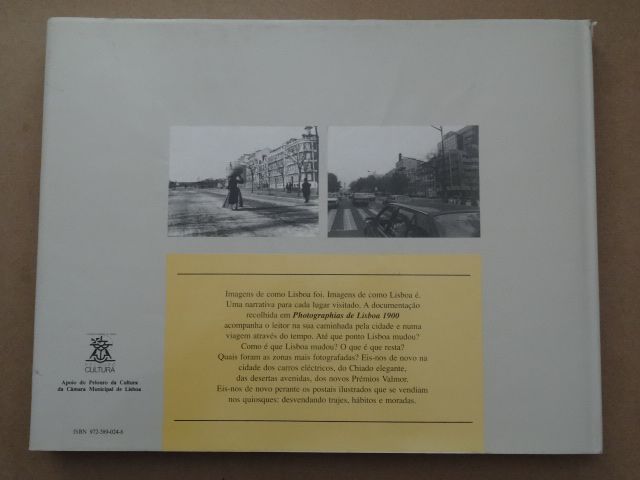 Imagens de como Lisboa foi. Imagens de como Lisboa é.
Uma narrativa para cada lugar visitado. A documentação
recolhida em Photographias de Lisboa 1900
acompanha o leitor na sua caminhada pela cidade e numa
viagem através do tempo. Até que ponto Lisboa mudou?
Como é que Lisboa mudou? O que é que resta?
Quais foram as zonas mais fotografadas? Eis-nos de novo na
cidade dos carros eléctricos, do Chiado elegante,
das desertas avenidas, dos novos Prémios Valmor.
Eis-nos de novo perante os postais ilustrados que se vendiam
nos quiosques: desvendando trajes, hábitos e moradas.
CULTURA
Apoio do Pelouro da Cultura
da Câmara Municipal de Lisboa
ISBN 972-589-024-8